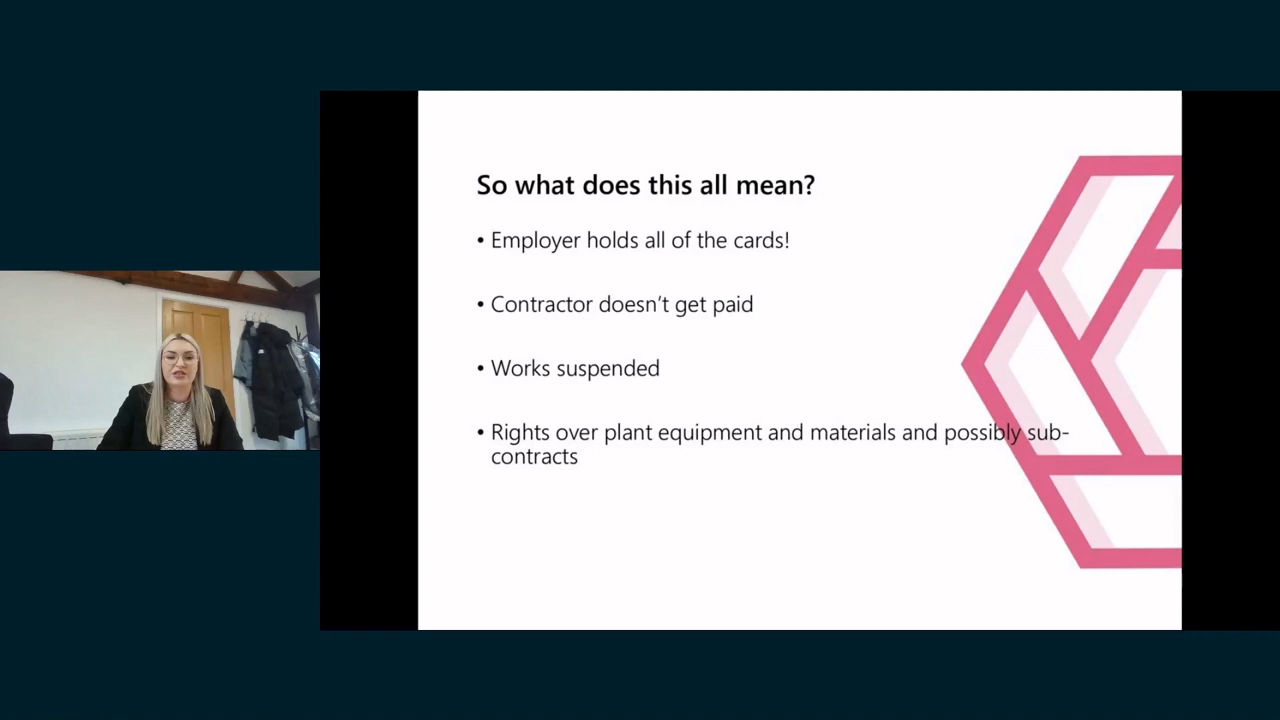 So what does this all mean?
• Employer holds all of the cards!
• Contractor doesn’t get paid
• Works suspended
• Rights over plant equipment and materials and possibly sub-
contracts